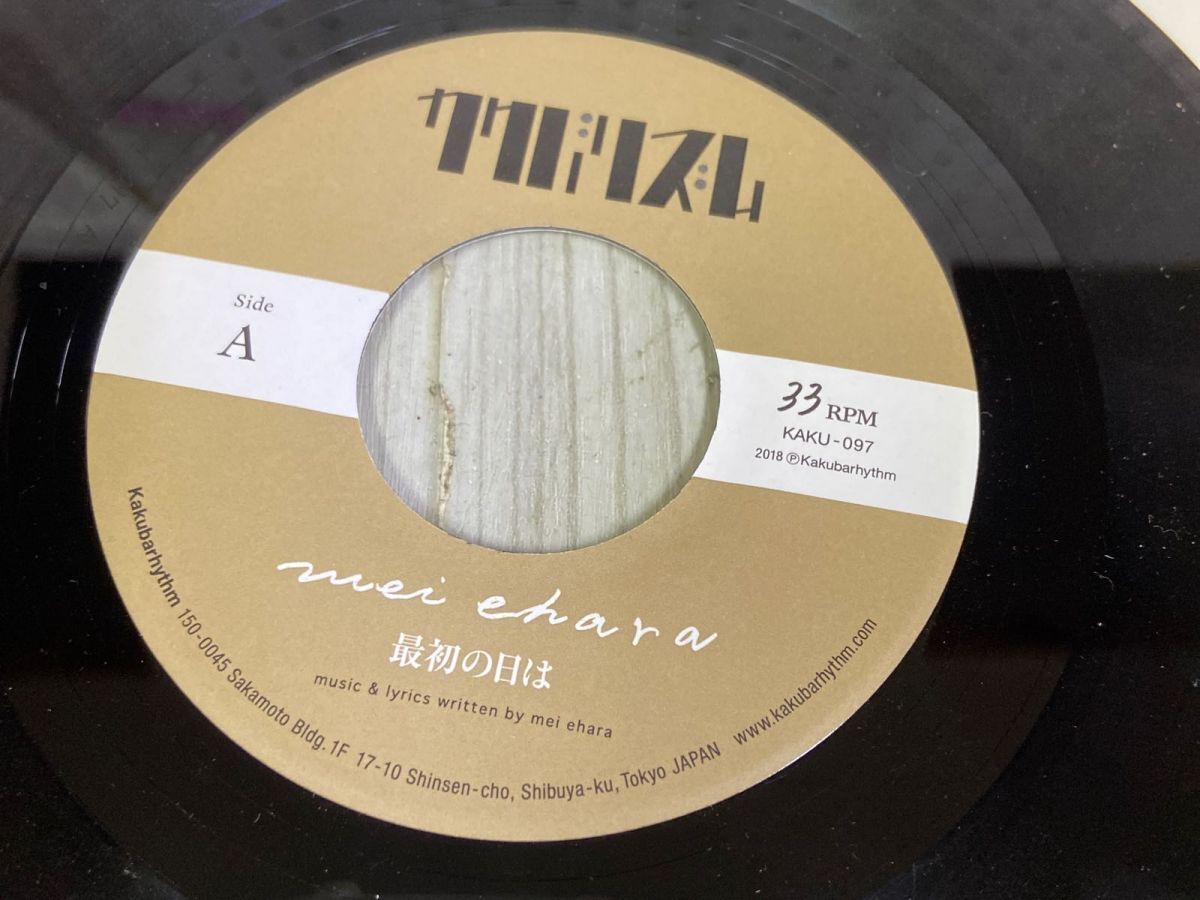 カクバリズム
Side
A
33 RPM
KAKU-097
2018 ℗Kakubarhythm
mei ehara
最初の日は
music & lyrics written by mei ehara
Kakubarhythm 150-0045 Sakamoto Bldg. 1F 17-10 Shinsen-cho, Shibuya-ku, Tokyo JAPAN www.kakubarhythm.com